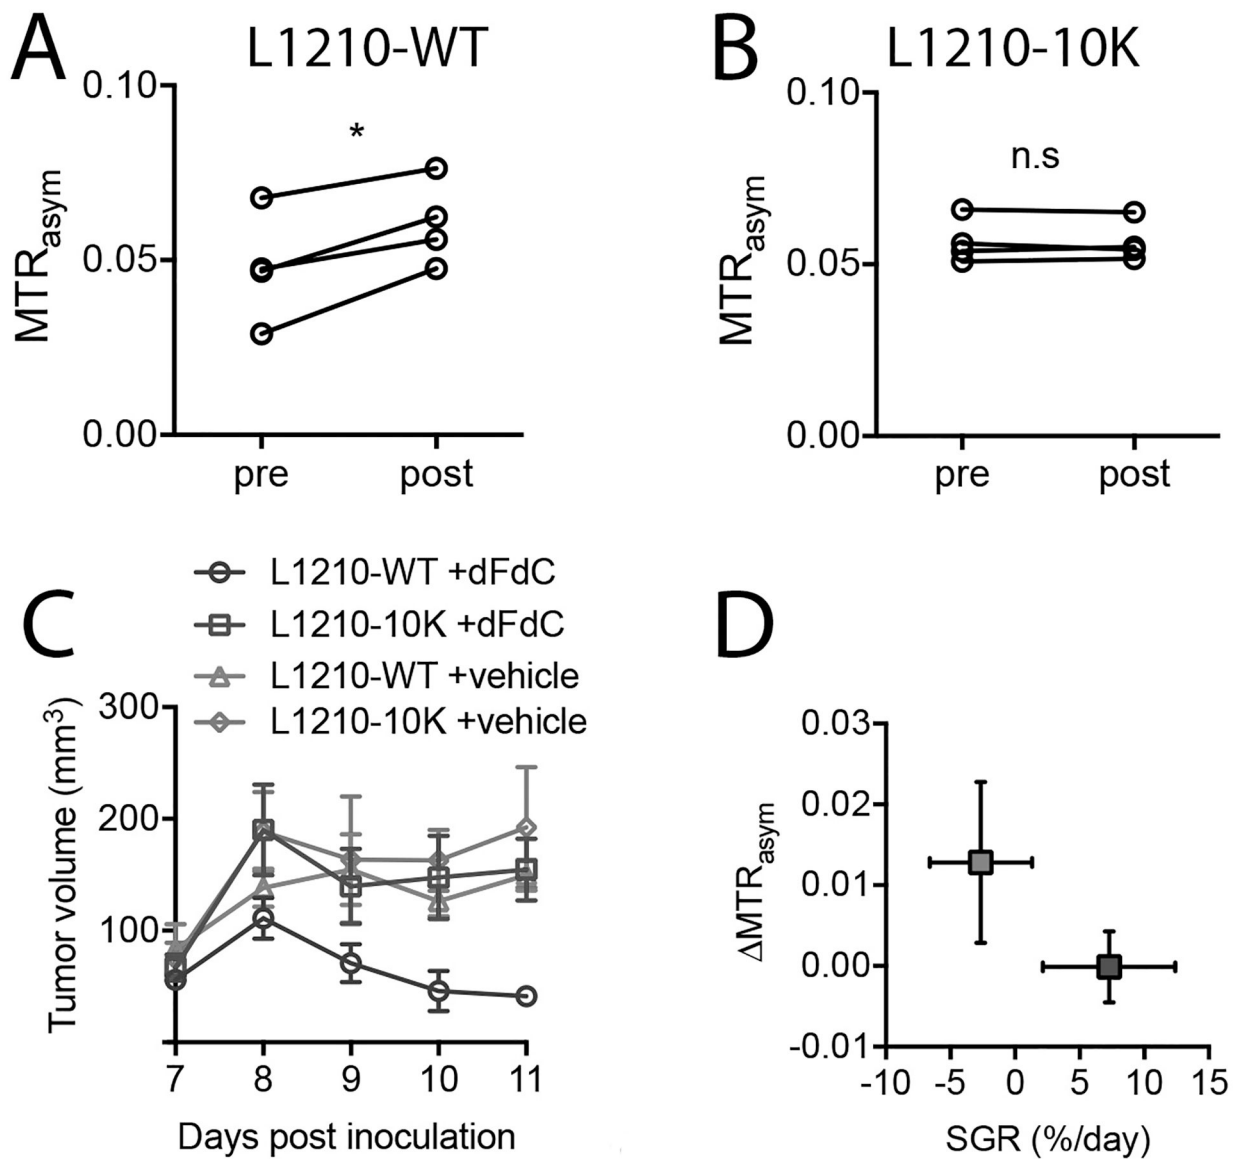 A
L1210-WT
0.10
*
MTRasym
0.05
0.00
pre
post
B
L1210-10K
0.10
n.s
MTRasym
0.05
0.00
pre
post
C
L1210-WT +dFdC
L1210-10K +dFdC
L1210-WT +vehicle
L1210-10K +vehicle
300
Tumor volume (mm³)
200
100
7 8 9 10 11
Days post inoculation
D
0.03
0.02
ΔMTRasym
0.01
0.00
-0.01
-10 -5 0 5 10 15
SGR (%/day)